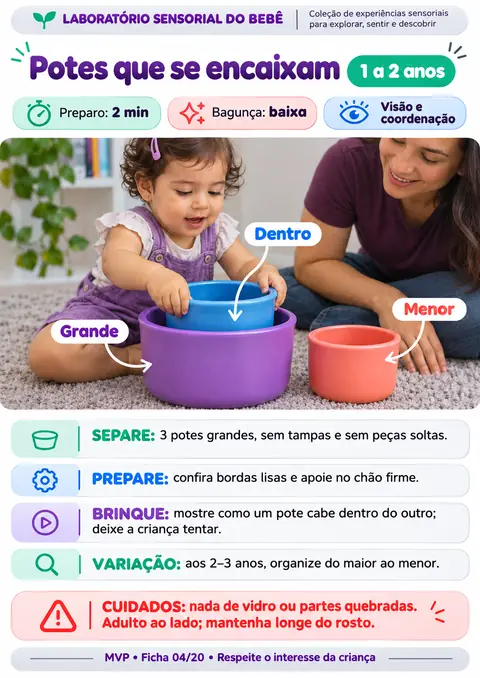 LABORATÓRIO SENSORIAL DO BEBÊ
Coleção de experiências sensoriais
para explorar, sentir e descobrir
Potes que se encaixam
1 a 2 anos
Preparo: 2 min
Bagunça: baixa
Visão e
coordenação
Dentro
Grande
Menor
SEPARE: 3 potes grandes, sem tampas e sem peças soltas.
PREPARE: confira bordas lisas e apoie no chão firme.
BRINQUE: mostre como um pote cabe dentro do outro;
deixe a criança tentar.
VARIAÇÃO: aos 2–3 anos, organize do maior ao menor.
CUIDADOS: nada de vidro ou partes quebradas.
Adulto ao lado; mantenha longe do rosto.
MVP • Ficha 04/20 • Respeite o interesse da criança